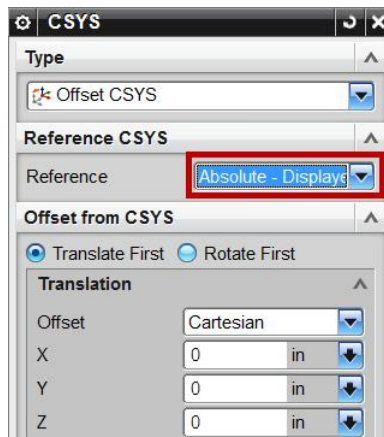 CSYS
Type
Offset CSYS
Reference CSYS
Reference Absolute - Displaye
Offset from CSYS
Translate First Rotate First
Translation
Offset Cartesian
X 0 in
Y 0 in
Z 0 in